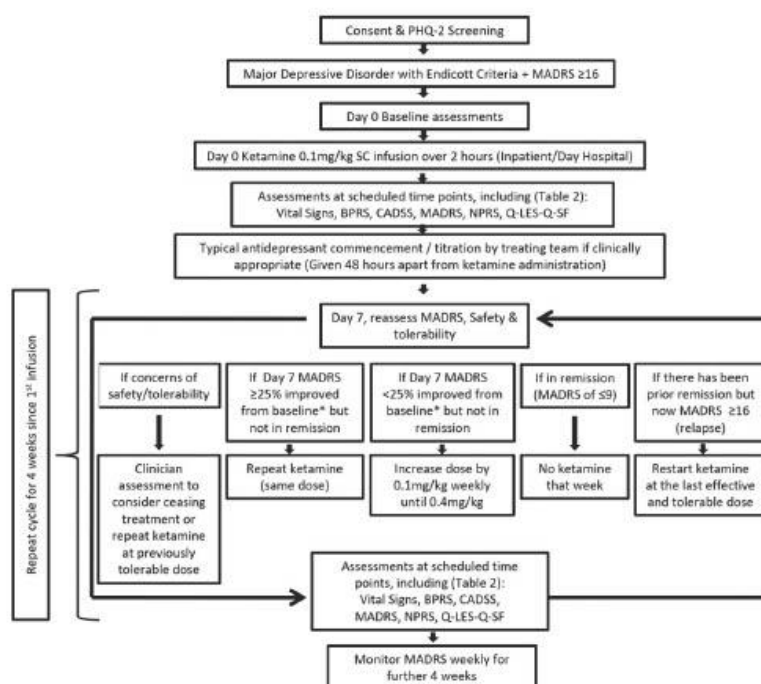 Consent & PHQ-2 Screening
Major Depressive Disorder with Endicott Criteria + MADRS ≥16
Day 0 Baseline assessments
Day 0 Ketamine 0.1mg/kg SC infusion over 2 hours (Inpatient/Day Hospital)
Assessments at scheduled time points, including (Table 2):
Vital Signs, BPRS, CADSS, MADRS, NPRS, Q-LES-Q-SF
Typical antidepressant commencement / titration by treating team if clinically
appropriate (Given 48 hours apart from ketamine administration)
Repeat cycle for 4 weeks since 1st Infusion
Day 7, reassess MADRS, Safety &
tolerability
If concerns of
safety/tolerability
If Day 7 MADRS
≥25% improved
from baseline* but
not in remission
If Day 7 MADRS
<25% improved from
baseline* but not in
remission
If in remission
(MADRS of ≤9)
If there has been
prior remission but
now MADRS ≥16
(relapse)
Clinician
assessment to
consider ceasing
treatment or
repeat ketamine
at previously
tolerable dose
Repeat ketamine
(same dose)
Increase dose by
0.1mg/kg weekly
until 0.4mg/kg
No ketamine
that week
Restart ketamine
at the last effective
and tolerable dose
Assessments at scheduled time
points, including (Table 2):
Vital Signs, BPRS, CADSS,
MADRS, NPRS, Q-LES-Q-SF
Monitor MADRS weekly for
further 4 weeks